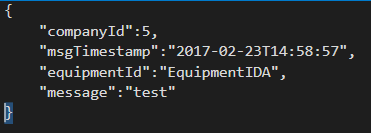 {
"companyId":5,
"msgTimestamp":"2017-02-23T14:58:57",
"equipmentId":"EquipmentIDA",
"message":"test"
}